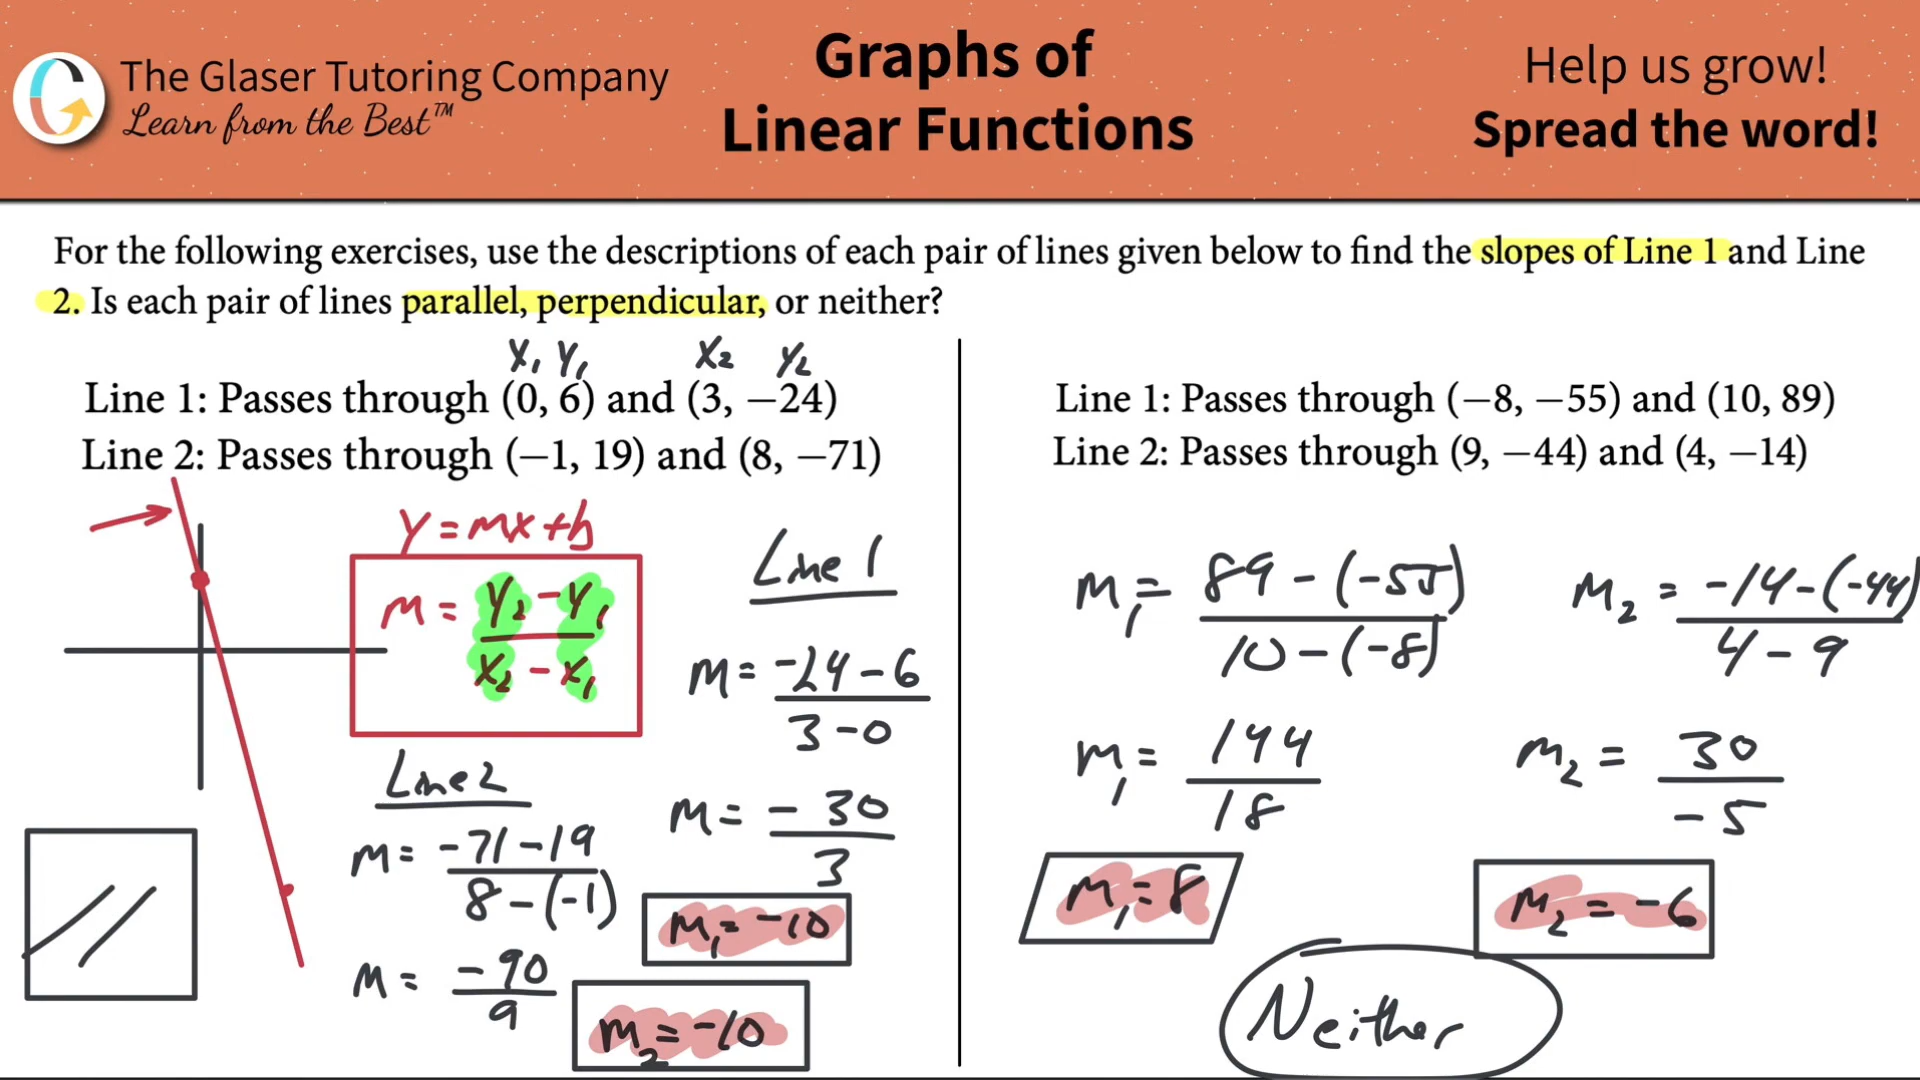 The Glaser Tutoring Company
Learn from the Best™
Graphs of
Linear Functions
Help us grow!
Spread the word!
For the following exercises, use the descriptions of each pair of lines given below to find the slopes of Line 1 and Line
2. Is each pair of lines parallel, perpendicular, or neither?
x₁ y₁ x₂ y₂
Line 1: Passes through (0, 6) and (3, −24)
Line 2: Passes through (−1, 19) and (8, −71)
y = mx + b
m = y₂ - y₁
x₂ - x₁
Line 1
m = -24 - 6
3 - 0
m = - 30
3
m₁ = -10
Line 2
m = -71 - 19
8 - (-1)
m = -90
9
m₂ = -10
Line 1: Passes through (−8, −55) and (10, 89)
Line 2: Passes through (9, −44) and (4, −14)
m₁ = 89 - (-55)
10 - (-8)
m₁ = 144
18
m₁ = 8
m₂ = -14 - (-44)
4 - 9
m₂ = 30
-5
m₂ = -6
Neither